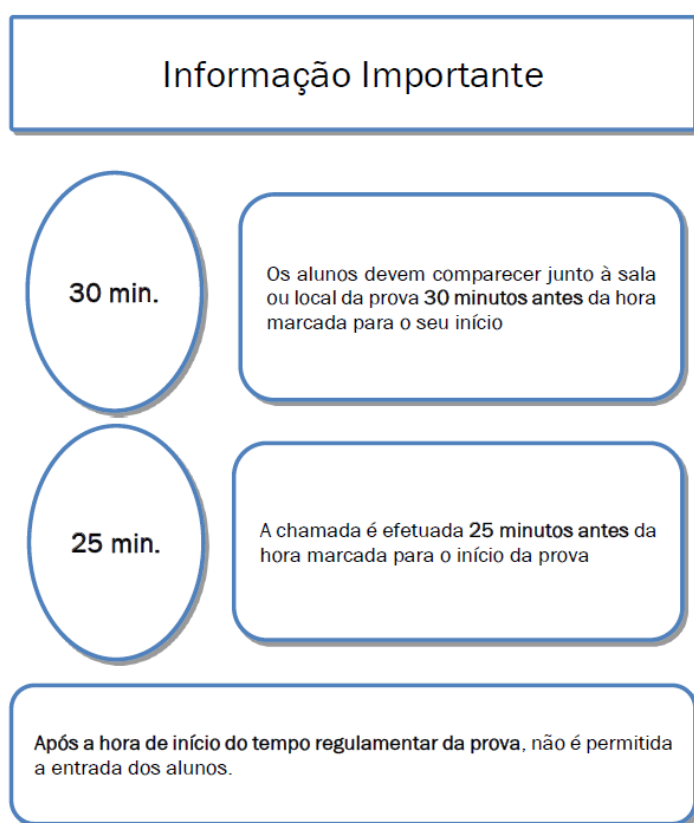 Informação Importante
30 min.
Os alunos devem comparecer junto à sala
ou local da prova 30 minutos antes da hora
marcada para o seu início
25 min.
A chamada é efetuada 25 minutos antes da
hora marcada para o início da prova
Após a hora de início do tempo regulamentar da prova, não é permitida
a entrada dos alunos.